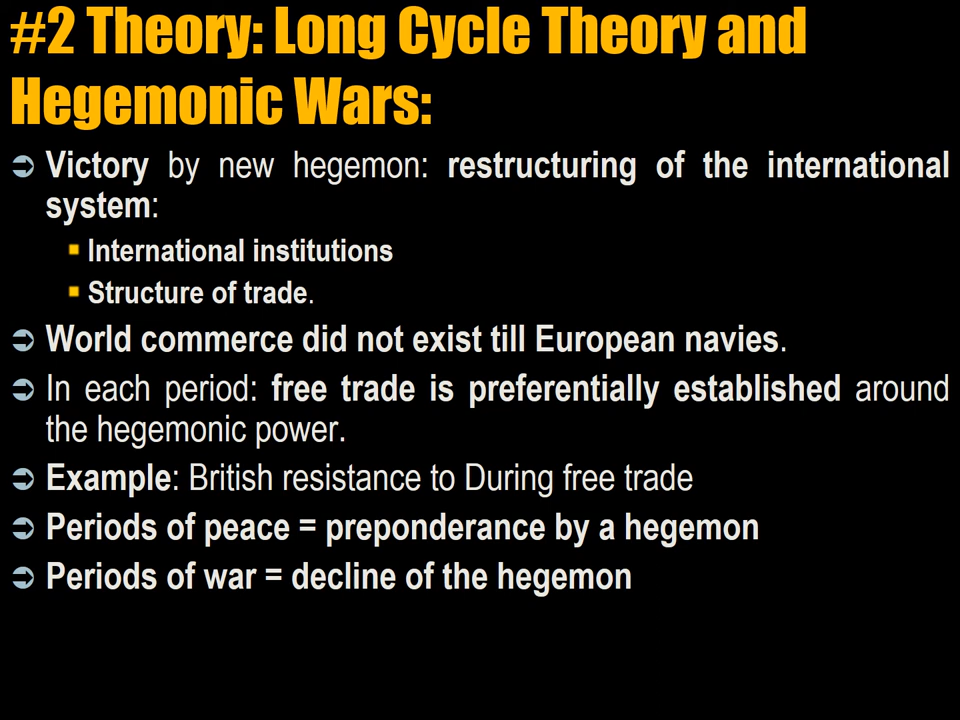 #2 Theory: Long Cycle Theory and
Hegemonic Wars:
Victory by new hegemon: restructuring of the international
system:
International institutions
Structure of trade.
World commerce did not exist till European navies.
In each period: free trade is preferentially established around
the hegemonic power.
Example: British resistance to During free trade
Periods of peace = preponderance by a hegemon
Periods of war = decline of the hegemon